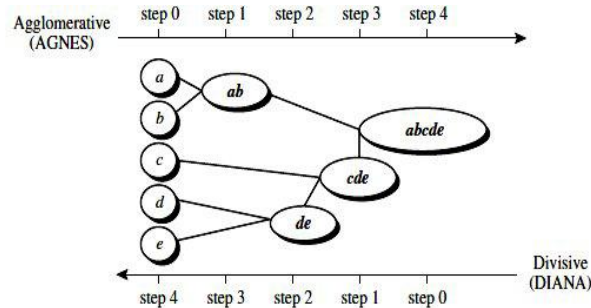 Agglomerative
(AGNES)
step 0 step 1 step 2 step 3 step 4
a
b
ab
abcde
c
cde
d
de
e
Divisive
(DIANA)
step 4 step 3 step 2 step 1 step 0